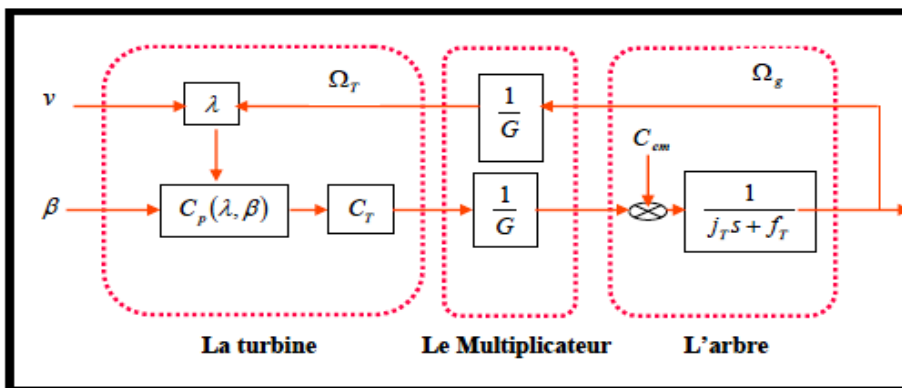 v
λ
Ω_T
1/G
Ω_g
C_em
β
C_p(λ, β)
C_T
1/G
1/(j_T s + f_T)
La turbine
Le Multiplicateur
L'arbre